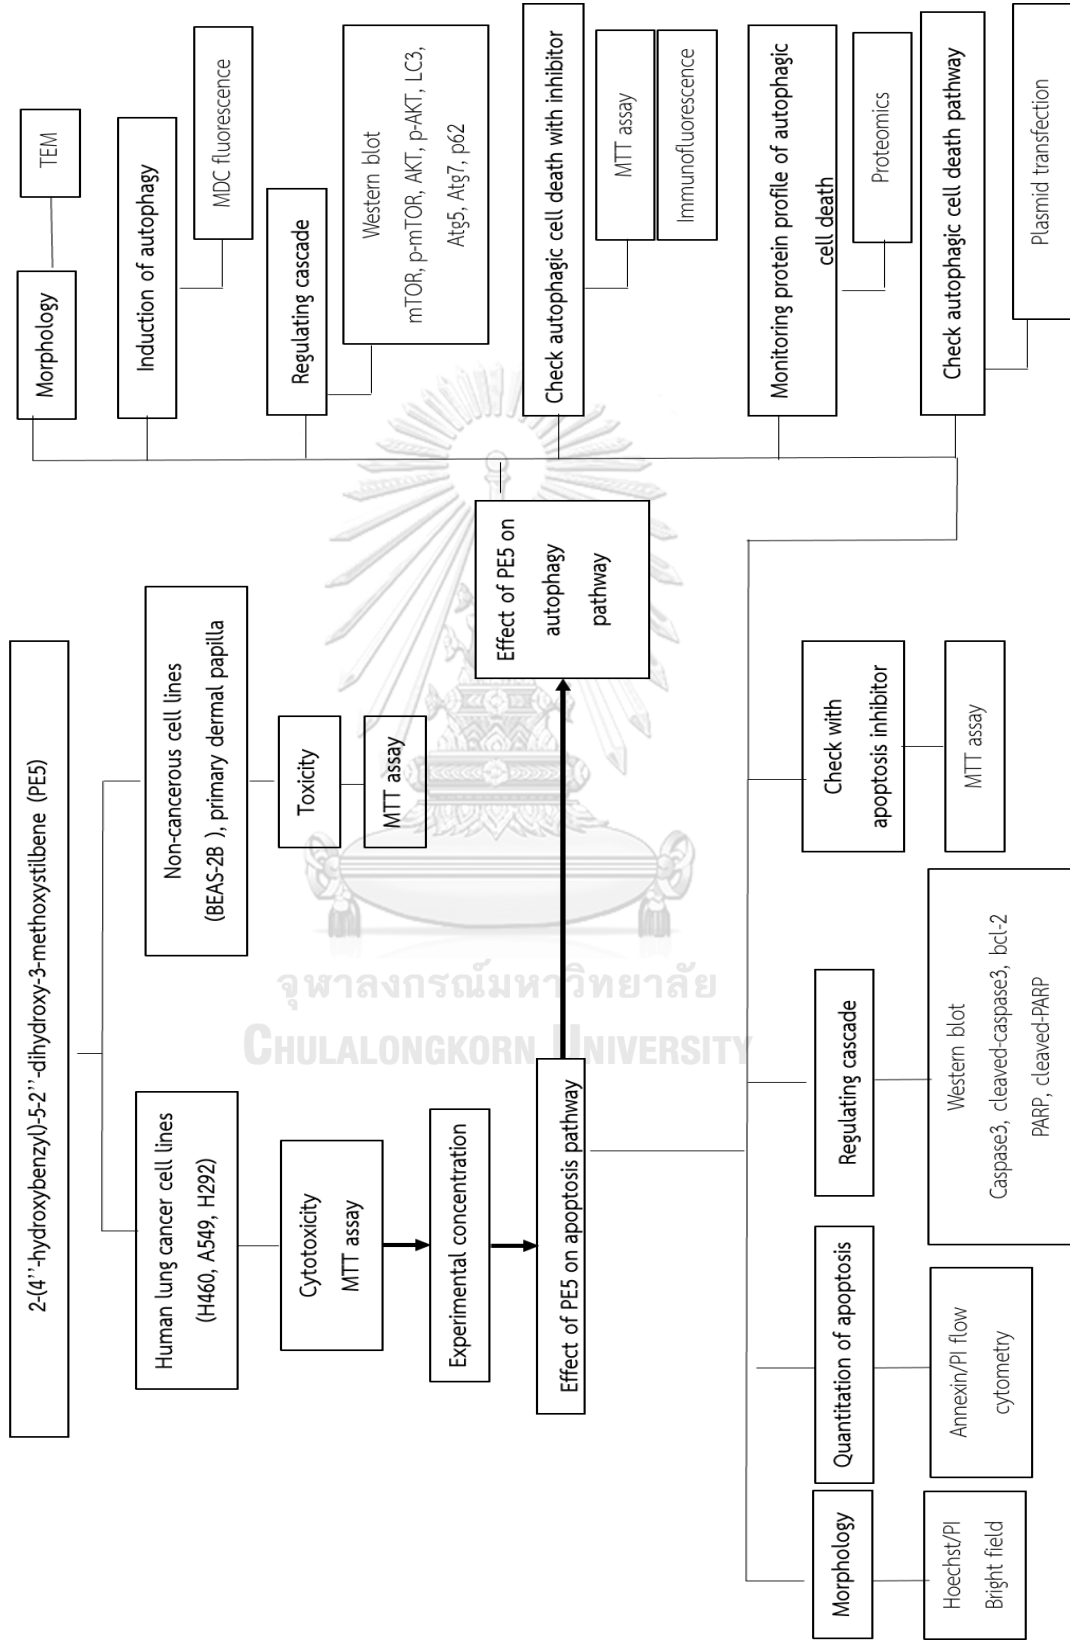 2-(4’’-hydroxybenzyl)-5-2’’-dihydroxy-3-methoxystilbene (PE5)
Human lung cancer cell lines
(H460, A549, H292)
Non-cancerous cell lines
(BEAS-2B ), primary dermal papilla
Cytotoxicity
MTT assay
Toxicity
MTT assay
Experimental concentration
Effect of PE5 on apoptosis pathway
Effect of PE5 on
autophagy
pathway
Morphology
Hoechst/PI
Bright field
Quantitation of apoptosis
Annexin/PI flow
cytometry
Regulating cascade
Western blot
Caspase3, cleaved-caspase3, bcl-2
PARP, cleaved-PARP
Check with
apoptosis inhibitor
MTT assay
Morphology
TEM
Induction of autophagy
MDC fluorescence
Regulating cascade
Western blot
mTOR, p-mTOR, AKT, p-AKT, LC3,
Atg5, Atg7, p62
Check autophagic cell death with inhibitor
MTT assay
Immunofluorescence
Monitoring protein profile of autophagic
cell death
Proteomics
Check autophagic cell death pathway
Plasmid transfection
จุฬาลงกรณ์มหาวิทยาลัย
CHULALONGKORN UNIVERSITY